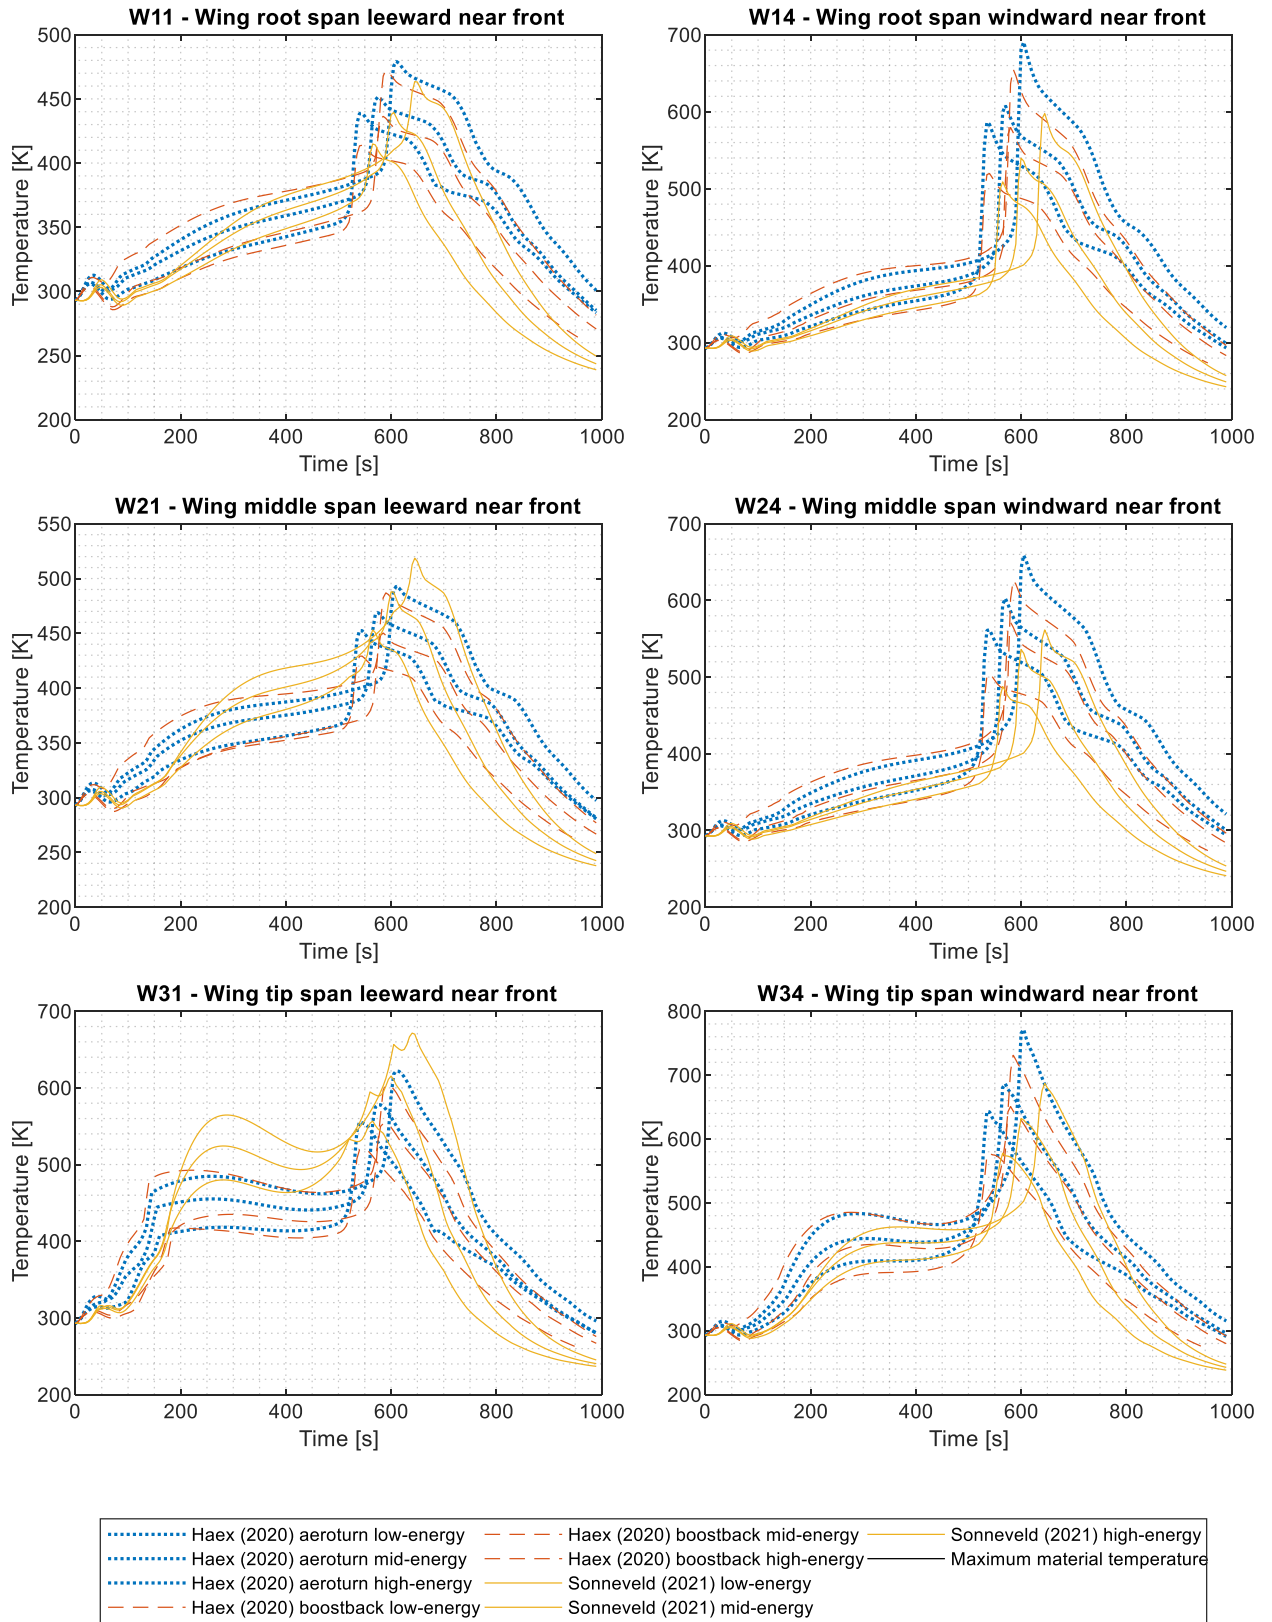 W11 - Wing root span leeward near front
500
450
400
350
300
250
200
Temperature [K]
0 200 400 600 800 1000
Time [s]
W14 - Wing root span windward near front
700
600
500
400
300
200
Temperature [K]
0 200 400 600 800 1000
Time [s]
W21 - Wing middle span leeward near front
550
500
450
400
350
300
250
200
Temperature [K]
0 200 400 600 800 1000
Time [s]
W24 - Wing middle span windward near front
700
600
500
400
300
200
Temperature [K]
0 200 400 600 800 1000
Time [s]
W31 - Wing tip span leeward near front
700
600
500
400
300
200
Temperature [K]
0 200 400 600 800 1000
Time [s]
W34 - Wing tip span windward near front
800
700
600
500
400
300
200
Temperature [K]
0 200 400 600 800 1000
Time [s]
Haex (2020) aeroturn low-energy
Haex (2020) aeroturn mid-energy
Haex (2020) aeroturn high-energy
Haex (2020) boostback low-energy
Haex (2020) boostback mid-energy
Haex (2020) boostback high-energy
Sonneveld (2021) low-energy
Sonneveld (2021) mid-energy
Sonneveld (2021) high-energy
Maximum material temperature